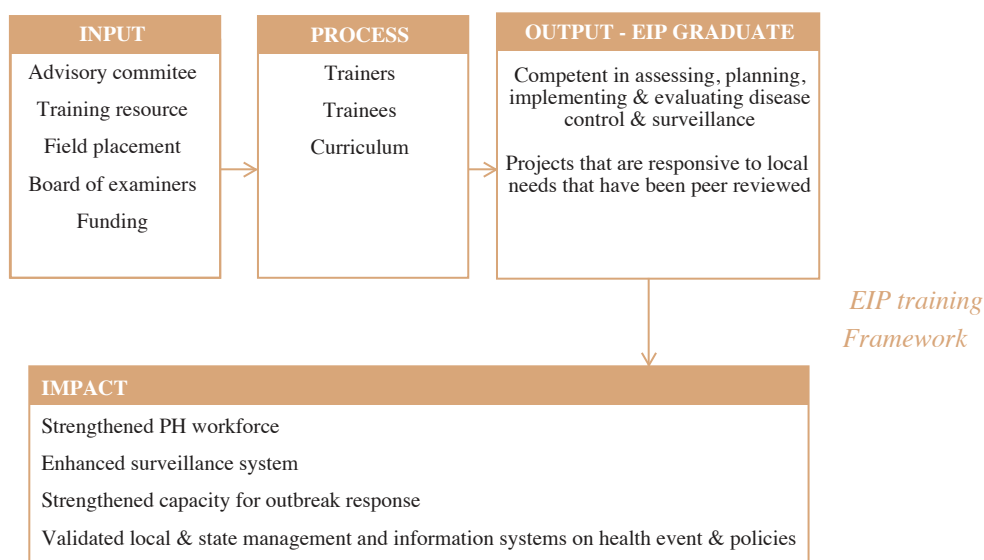 INPUT
Advisory commitee
Training resource
Field placement
Board of examiners
Funding
PROCESS
Trainers
Trainees
Curriculum
OUTPUT - EIP GRADUATE
Competent in assessing, planning,
implementing & evaluating disease
control & surveillance
Projects that are responsive to local
needs that have been peer reviewed
EIP training
Framework
IMPACT
Strengthened PH workforce
Enhanced surveillance system
Strengthened capacity for outbreak response
Validated local & state management and information systems on health event & policies